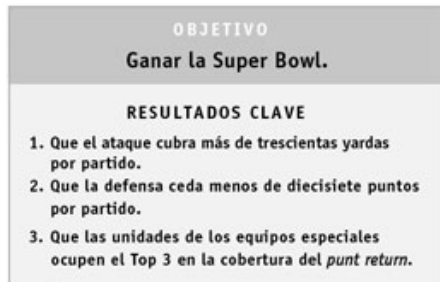 OBJETIVO
Ganar la Super Bowl.
RESULTADOS CLAVE
1. Que el ataque cubra más de trescientas yardas
por partido.
2. Que la defensa ceda menos de diecisiete puntos
por partido.
3. Que las unidades de los equipos especiales
ocupen el Top 3 en la cobertura del punt return.